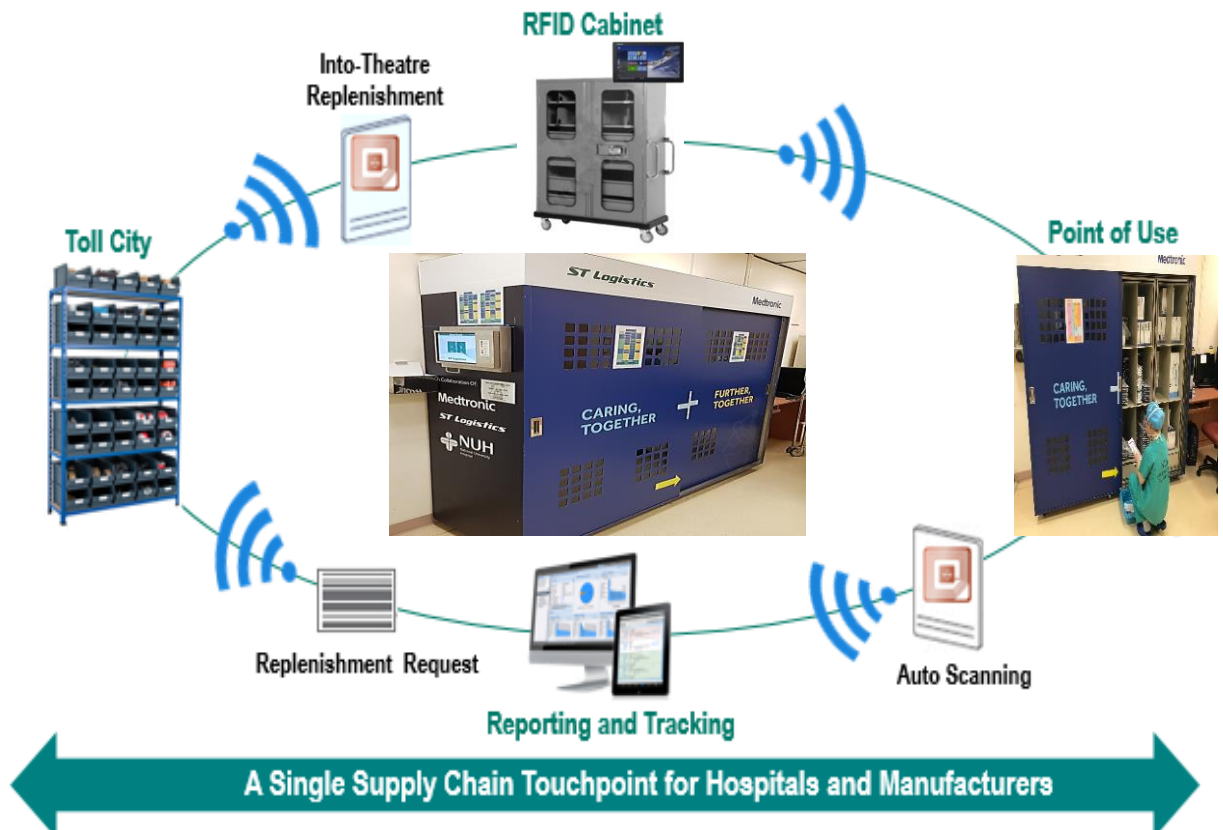 RFID Cabinet
Into-Theatre
Replenishment
Toll City
Point of Use
ST Logistics
Medtronic
Medtronic
ST Logistics
NUH
CARING,
TOGETHER
FURTHER,
TOGETHER
Medtronic
CARING,
TOGETHER
Replenishment Request
Auto Scanning
Reporting and Tracking
A Single Supply Chain Touchpoint for Hospitals and Manufacturers